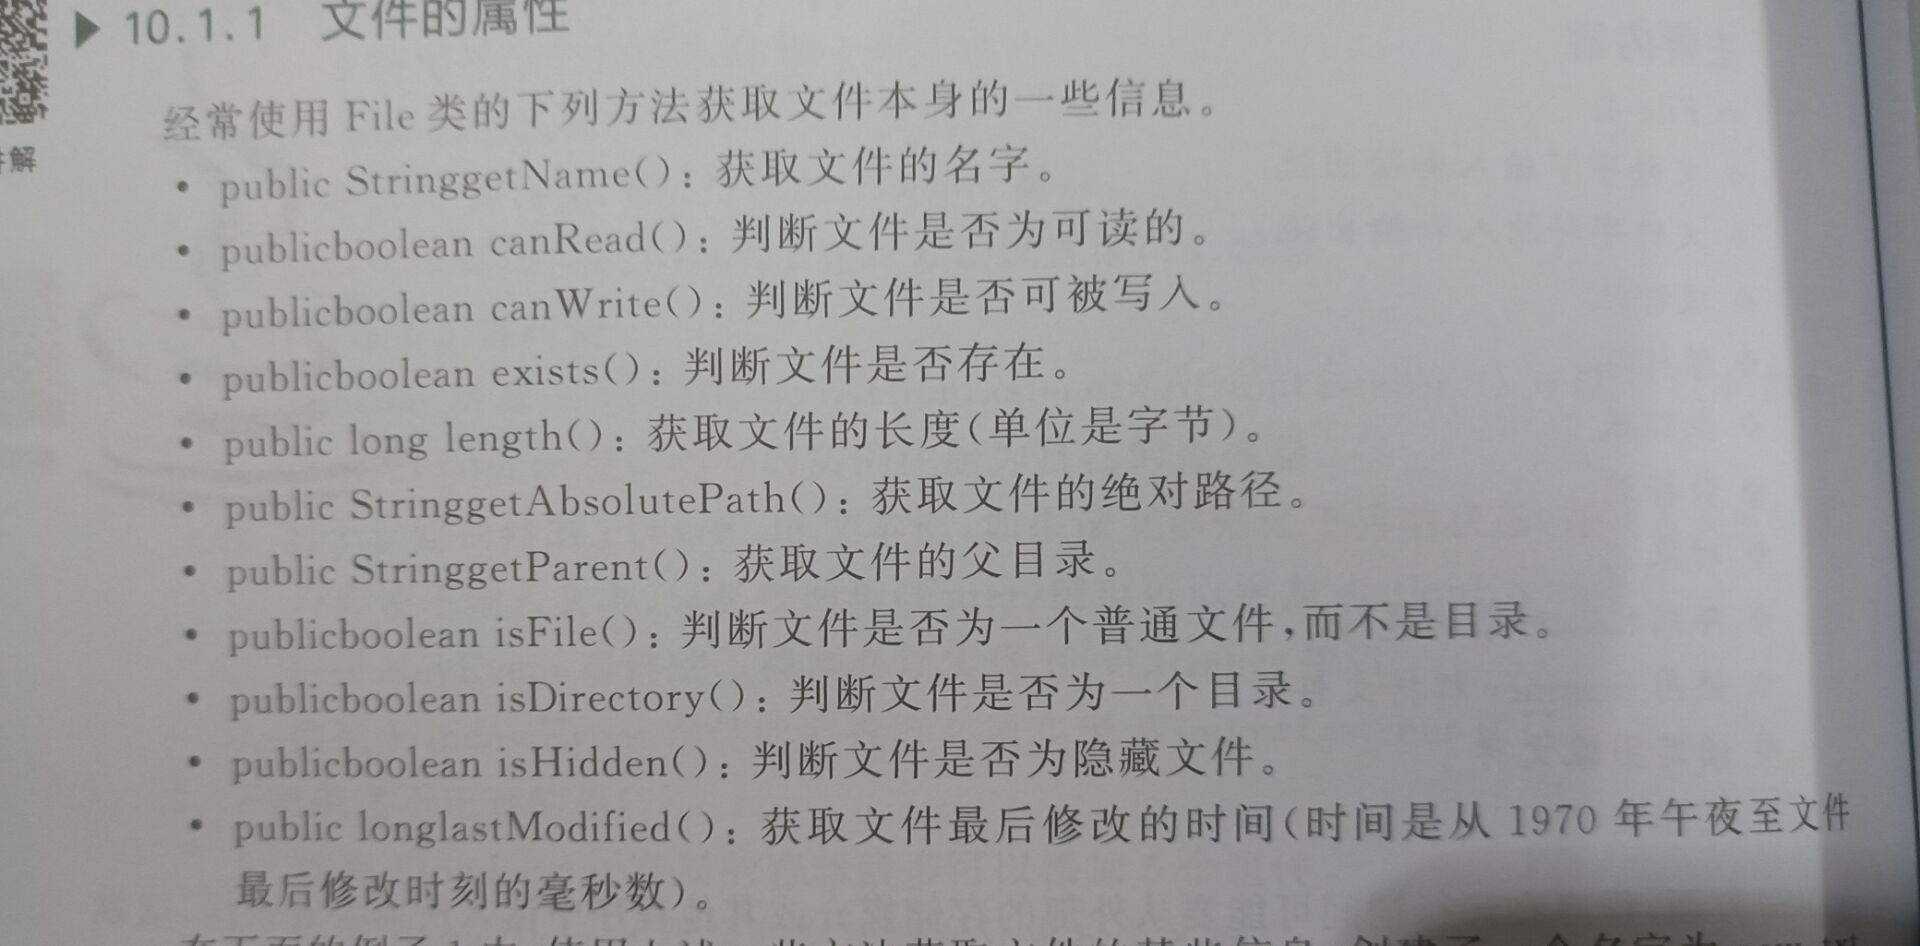 10.1.1 文件的属性
解
经常使用 File 类的下列方法获取文件本身的一些信息。
• public StringgetName()：获取文件的名字。
• publicboolean canRead()：判断文件是否为可读的。
• publicboolean canWrite()：判断文件是否可被写入。
• publicboolean exists()：判断文件是否存在。
• public long length()：获取文件的长度(单位是字节)。
• public StringgetAbsolutePath()：获取文件的绝对路径。
• public StringgetParent()：获取文件的父目录。
• publicboolean isFile()：判断文件是否为一个普通文件,而不是目录。
• publicboolean isDirectory()：判断文件是否为一个目录。
• publicboolean isHidden()：判断文件是否为隐藏文件。
• public longlastModified()：获取文件最后修改的时间(时间是从 1970 年午夜至文件
最后修改时刻的毫秒数)。